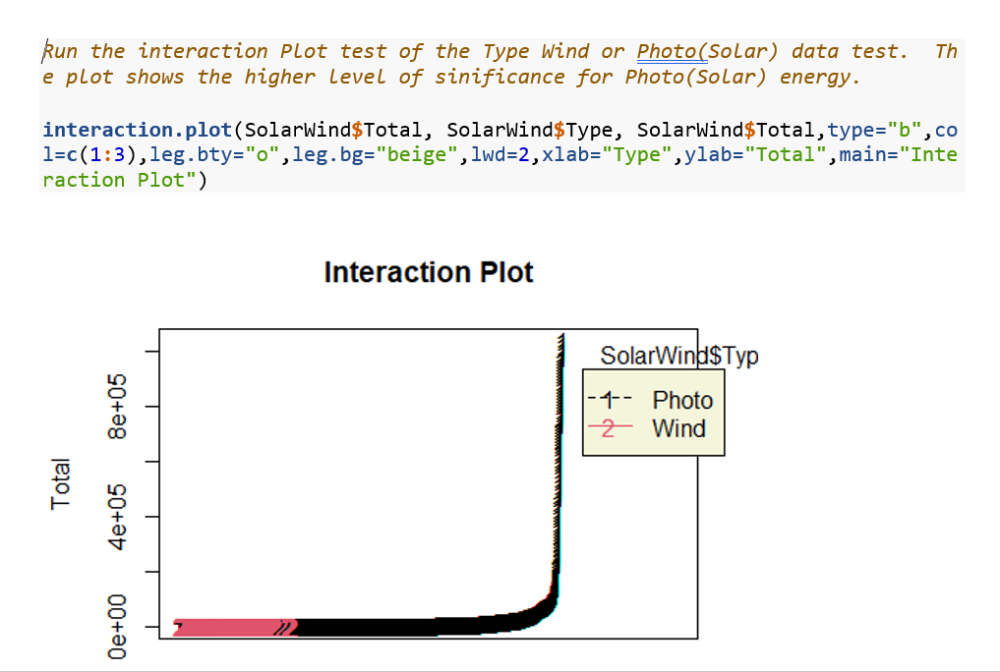 Run the interaction Plot test of the Type Wind or Photo(Solar) data test.  Th
e plot shows the higher level of sinificance for Photo(Solar) energy.
interaction.plot(SolarWind$Total, SolarWind$Type, SolarWind$Total,type="b",co
l=c(1:3),leg.bty="o",leg.bg="beige",lwd=2,xlab="Type",ylab="Total",main="Inte
raction Plot")
Interaction Plot
SolarWind$Typ
1 Photo
2 Wind
Total
8e+05
4e+05
0e+00